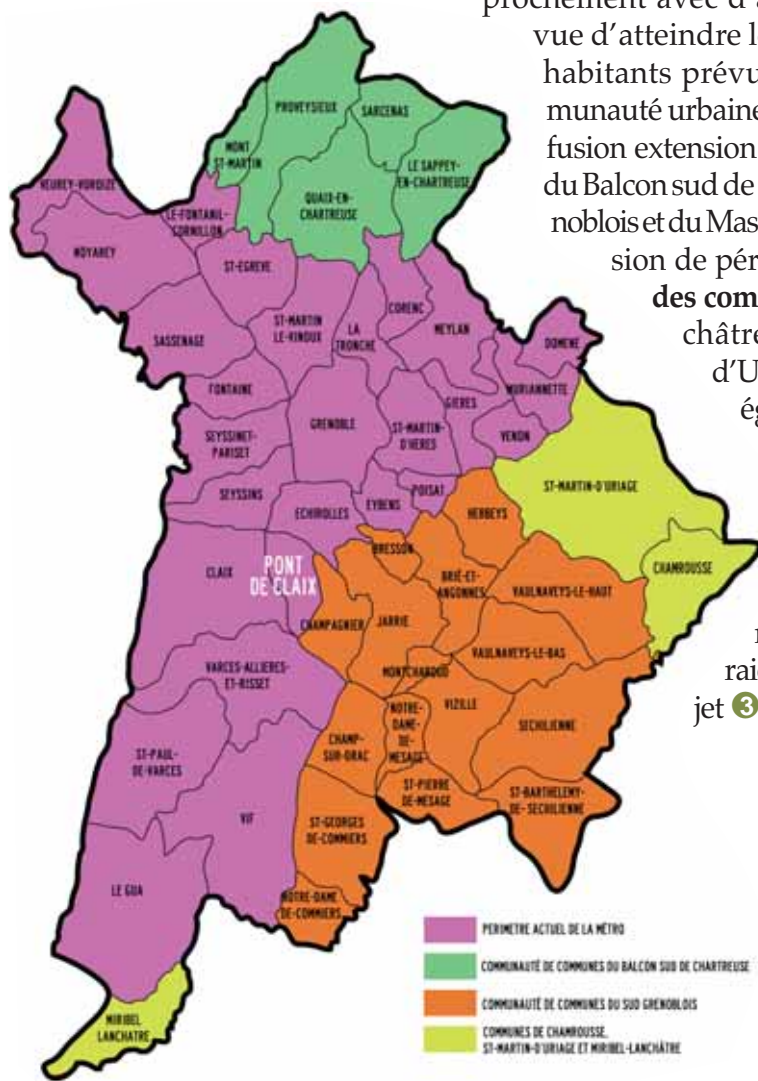 prochement avec d'a
vue d'atteindre l
habitants prévu
munauté urbaine
fusion extension
du Balcon sud de
noblois et du Mas
sion de pér
des com
châtre
d'U
ég
raie
jet 3
PROVEYSIEUX
SARCENAS
MONT
ST-MARTIN
LE SAPPEY-
EN-CHARTREUSE
QUAIX-EN-
CHARTREUSE
VEUREY-VOROIZE
LE-FONTANIL-
CORNILLON
NOYAREY
ST-EGREVE
ST-MARTIN
LE-VINOUX
CORENC
LA
TRONCHE
MEYLAN
SASSENAGE
DOMENE
FONTAINE
MURIANNETTE
GIERES
GRENOBLE
ST-MARTIN-
D'HERES
VENON
SEYSSINET-
PARISET
POISAT
ST-MARTIN-D'URIAGE
SEYSSINS
EYBENS
ECHIROLLES
HERBEYS
BRESSON
CHAMROUSSE
CLAIX
PONT
DE CLAIX
BRIÉ-ET-
ANGONNES
VAULNAVEYS-LE-HAUT
CHAMPAGNIER
JARRIE
VAULNAVEYS-LE-BAS
VARCES-ALLIERES-
ET-RISSET
MONTCHABOUD
NOTRE-
DAME-
DE-
MESAGE
VIZILLE
SECHILIENNE
CHAMP-
SUR-DRAC
ST-PAUL-
DE-VARCES
ST-PIERRE
DE-MESAGE
ST-BARTHELEMY-
DE-SECHILIENNE
VIF
ST-GEORGES
DE-COMMIERS
LE GUA
NOTRE-DAME
DE-COMMIERS
MIRIBEL
LANCHATRE
PERIMETRE ACTUEL DE LA MÉTRO
COMMUNAUTÉ DE COMMUNES DU BALCON SUD DE CHARTREUSE
COMMUNAUTÉ DE COMMUNES DU SUD GRENOBLOIS
COMMUNES DE CHAMROUSSE,
ST-MARTIN-D'URIAGE ET MIRIBEL-LANCHÂTRE